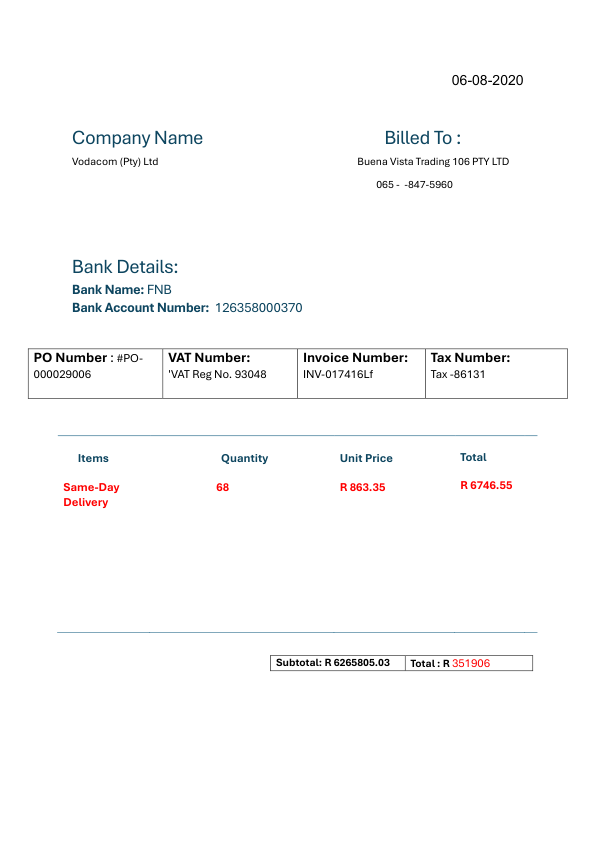 06-08-2020
Company Name
Billed To :
Vodacom (Pty) Ltd
Buena Vista Trading 106 PTY LTD
065 -  -847-5960
Bank Details:
Bank Name: FNB
Bank Account Number:  126358000370
PO Number : #PO-
000029006
VAT Number:
'VAT Reg No. 93048
Invoice Number:
INV-017416Lf
Tax Number:
Tax -86131
Items
Quantity
Unit Price
Total
Same-Day
Delivery
68
R 863.35
R 6746.55
Subtotal: R 6265805.03
Total : R 351906